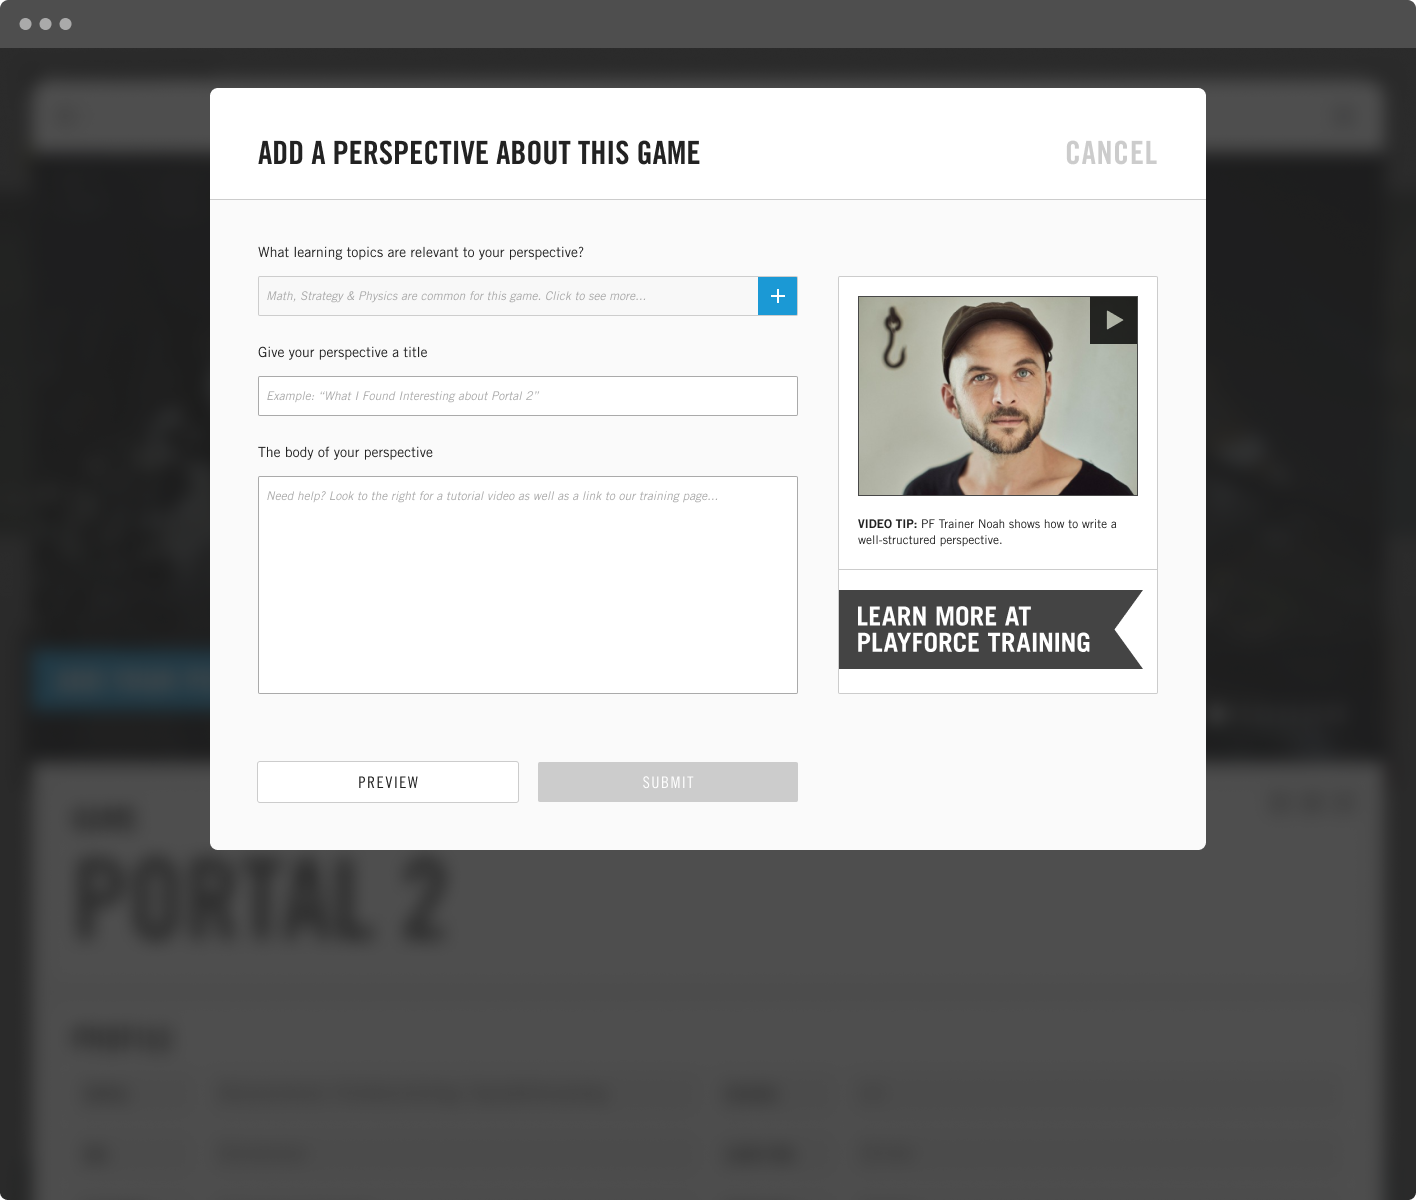 ADD A PERSPECTIVE ABOUT THIS GAME
CANCEL
What learning topics are relevant to your perspective?
Math, Strategy & Physics are common for this game. Click to see more...
Give your perspective a title
Example: “What I Found Interesting about Portal 2”
The body of your perspective
Need help? Look to the right for a tutorial video as well as a link to our training page...
VIDEO TIP: PF Trainer Noah shows how to write a
well-structured perspective.
LEARN MORE AT
PLAYFORCE TRAINING
PREVIEW
SUBMIT
PORTAL 2